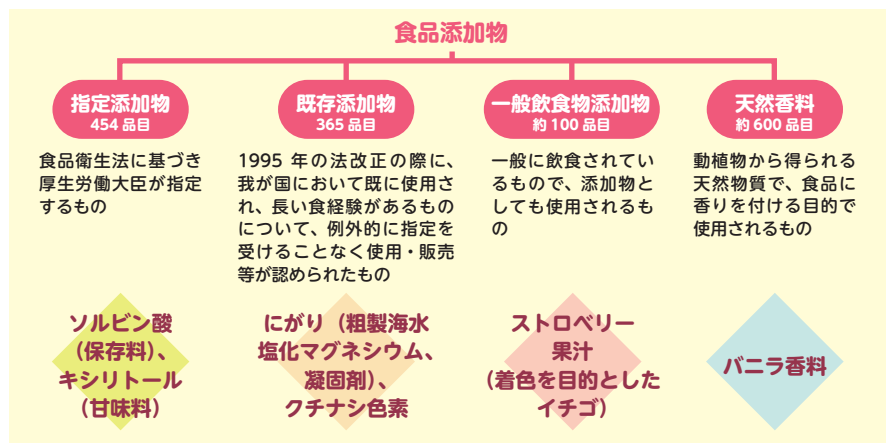 食品添加物
指定添加物
454 品目
食品衛生法に基づき
厚生労働大臣が指定
するもの
ソルビン酸
（保存料）、
キシリトール
（甘味料）
既存添加物
365 品目
1995 年の法改正の際に、
我が国において既に使用さ
れ、長い食経験があるもの
について、例外的に指定を
受けることなく使用・販売
等が認められたもの
にがり（粗製海水
塩化マグネシウム、
凝固剤）、
クチナシ色素
一般飲食物添加物
約 100 品目
一般に飲食されてい
るもので、添加物と
しても使用されるも
の
ストロベリー
果汁
（着色を目的とした
イチゴ）
天然香料
約 600 品目
動植物から得られる
天然物質で、食品に
香りを付ける目的で
使用されるもの
バニラ香料